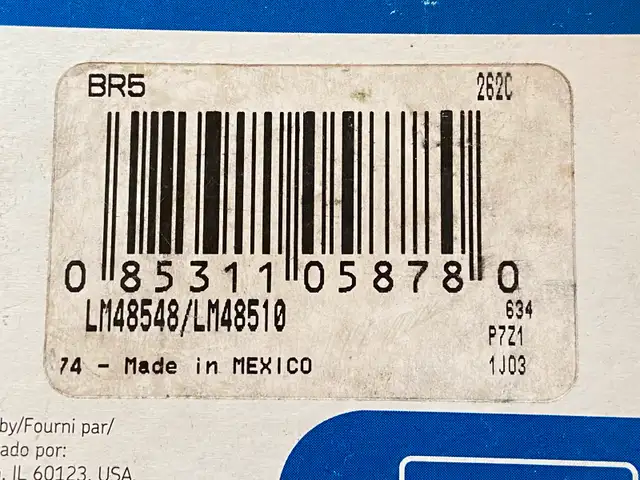 BR5 262C
0 85311 05878 0
LM48548/LM48510
634
P7Z1
74 - Made in MEXICO 1J03
by/Fourni par/
ado por:
, IL 60123, USA